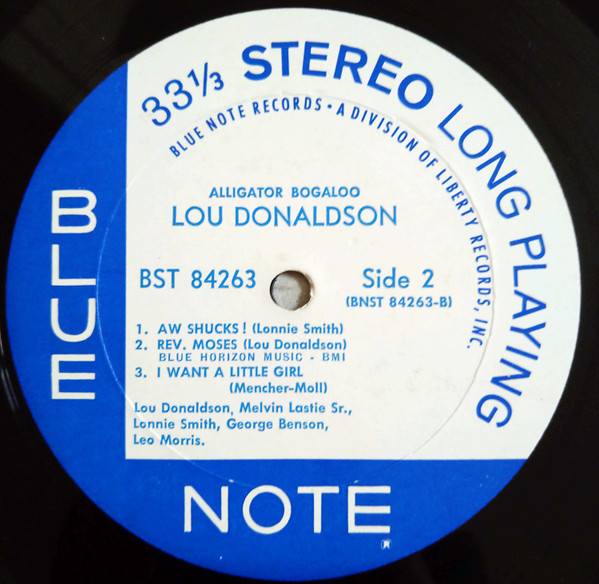 33⅓ STEREO LONG PLAYING
BLUE NOTE RECORDS • A DIVISION OF LIBERTY RECORDS, INC.
ALLIGATOR BOGALOO
LOU DONALDSON
BST 84263
Side 2
(BNST 84263-B)
1. AW SHUCKS! (Lonnie Smith)
2. REV. MOSES (Lou Donaldson)
BLUE HORIZON MUSIC - BMI
3. I WANT A LITTLE GIRL
(Mencher-Moll)
Lou Donaldson, Melvin Lastie Sr.,
Lonnie Smith, George Benson,
Leo Morris.
BLUE
NOTE